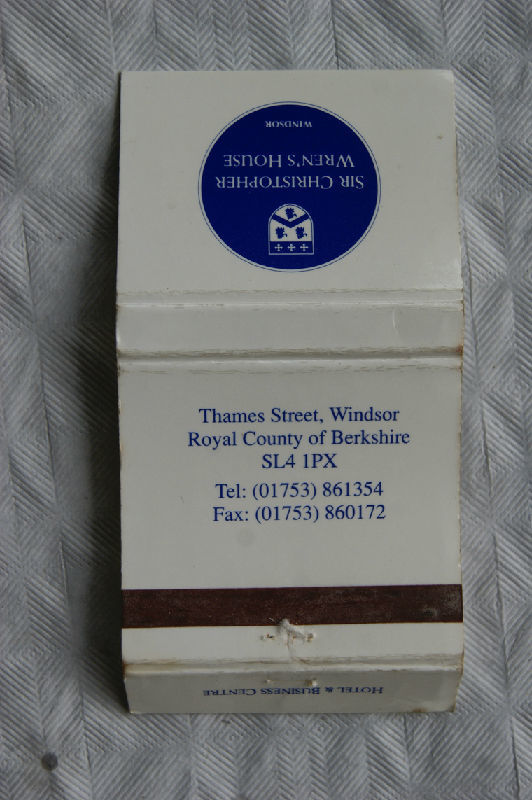 WINDSOR
WREN'S HOUSE
SIR CHRISTOPHER
Thames Street, Windsor
Royal County of Berkshire
SL4 1PX
Tel: (01753) 861354
Fax: (01753) 860172
HOTEL & BUSINESS CENTRE